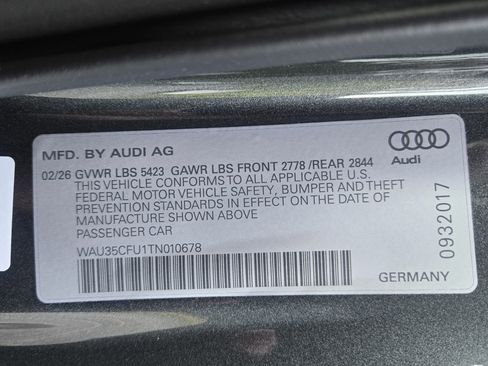 MFD. BY AUDI AG
02/26 GVWR LBS 5423 GAWR LBS FRONT 2778 /REAR 2844
THIS VEHICLE CONFORMS TO ALL APPLICABLE U.S.
FEDERAL MOTOR VEHICLE SAFETY, BUMPER AND THEFT
PREVENTION STANDARDS IN EFFECT ON THE DATE OF
MANUFACTURE SHOWN ABOVE
PASSENGER CAR
WAU35CFU1TN010678
Audi
0932017
GERMANY